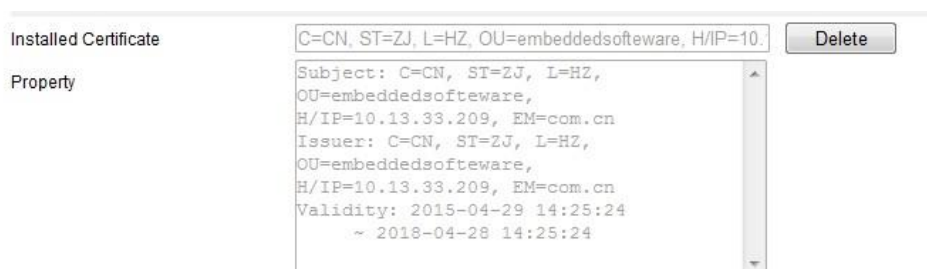 Installed Certificate
C=CN, ST=ZJ, L=HZ, OU=embeddedsofteware, H/IP=10.
Delete
Property
Subject: C=CN, ST=ZJ, L=HZ,
OU=embeddedsofteware,
H/IP=10.13.33.209, EM=com.cn
Issuer: C=CN, ST=ZJ, L=HZ,
OU=embeddedsofteware,
H/IP=10.13.33.209, EM=com.cn
Validity: 2015-04-29 14:25:24
~ 2018-04-28 14:25:24